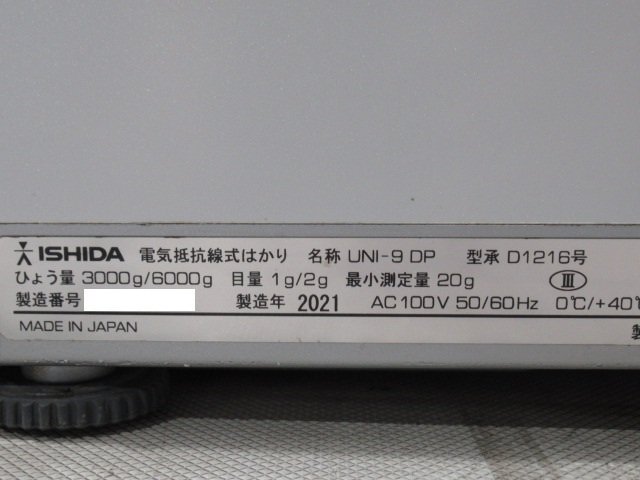 ISHIDA 電気抵抗線式はかり 名称 UNI-9 DP 型承 D1216号
ひょう量 3000g/6000g 目量 1g/2g 最小測定量 20g Ⅲ
製造番号 製造年 2021 AC100V 50/60Hz 0℃/+40℃
MADE IN JAPAN 製